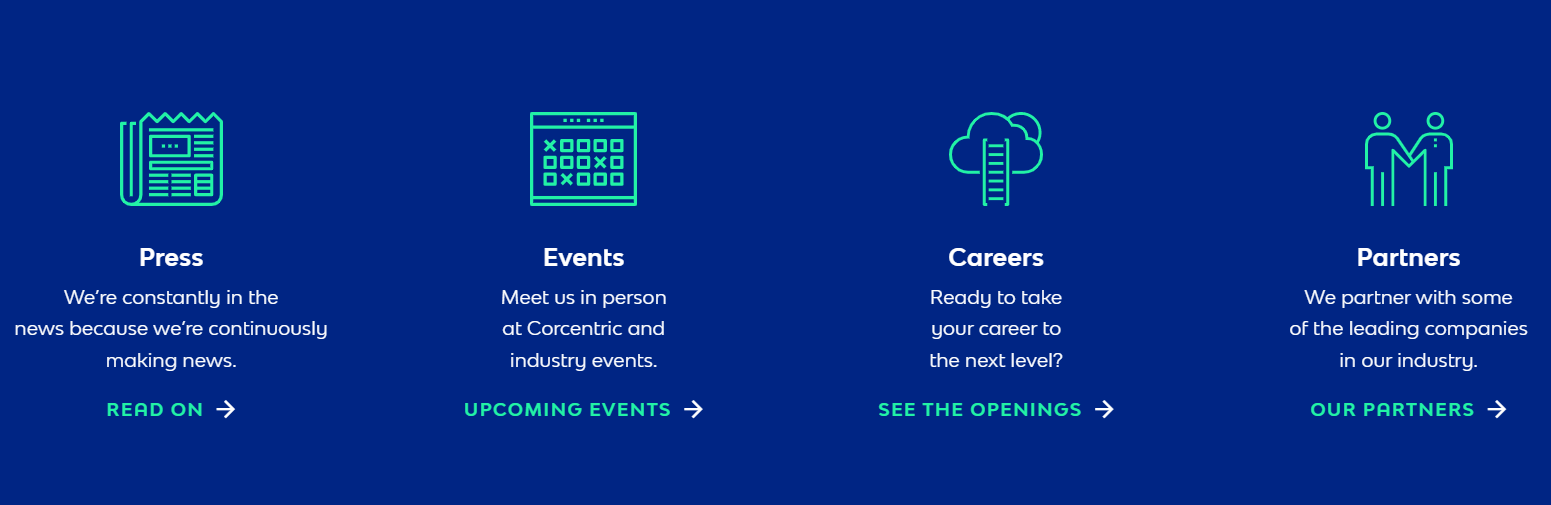 Press
We’re constantly in the
news because we’re continuously
making news.
READ ON
Events
Meet us in person
at Corcentric and
industry events.
UPCOMING EVENTS
Careers
Ready to take
your career to
the next level?
SEE THE OPENINGS
Partners
We partner with some
of the leading companies
in our industry.
OUR PARTNERS